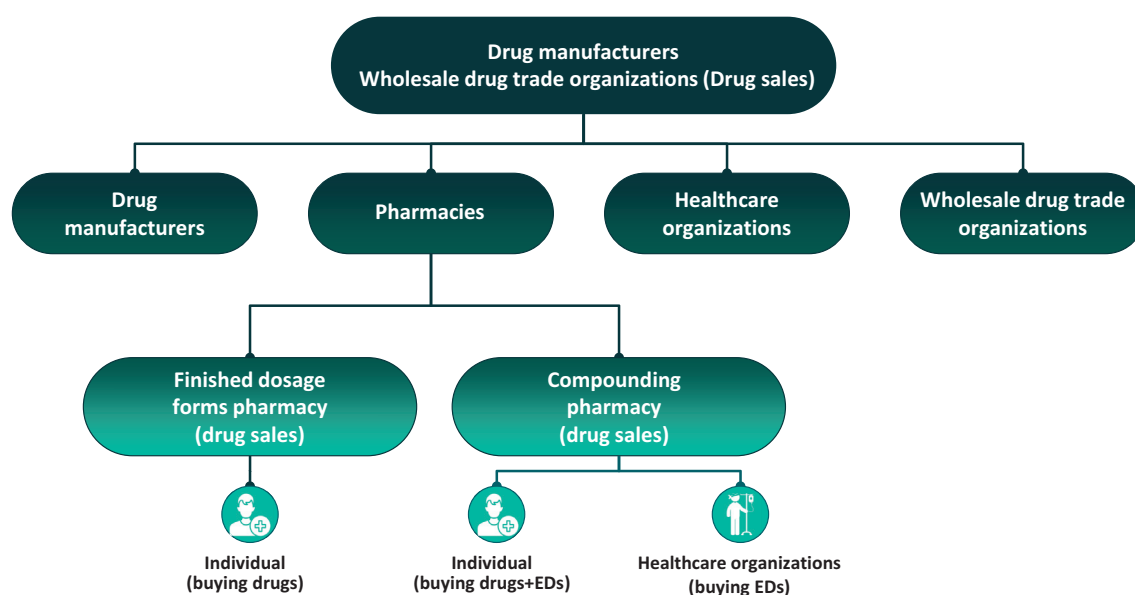 Drug manufacturers
Wholesale drug trade organizations (Drug sales)
Drug
manufacturers
Pharmacies
Healthcare
organizations
Wholesale drug trade
organizations
Finished dosage
forms pharmacy
(drug sales)
Compounding
pharmacy
(drug sales)
Individual
(buying drugs)
Individual
(buying drugs+EDs)
Healthcare organizations
(buying EDs)